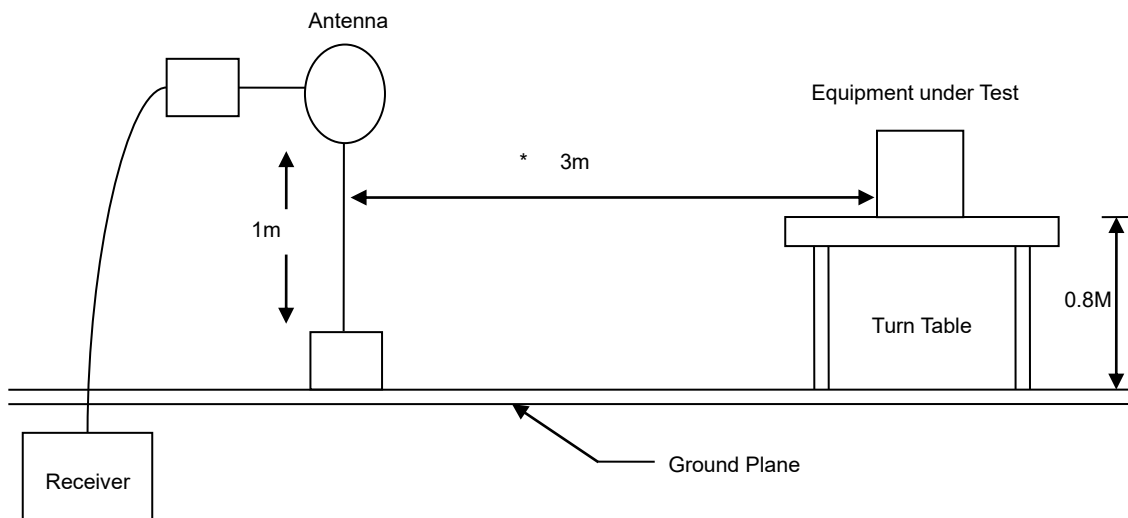 Antenna
Equipment under Test
* 3m
1m
0.8M
Turn Table
Ground Plane
Receiver